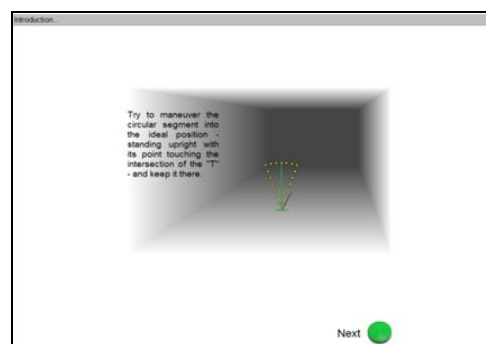 Introduction...
Try to maneuver the
circular segment into
the ideal position -
standing upright with
its point touching the
intersection of the "T"
- and keep it there.
Next